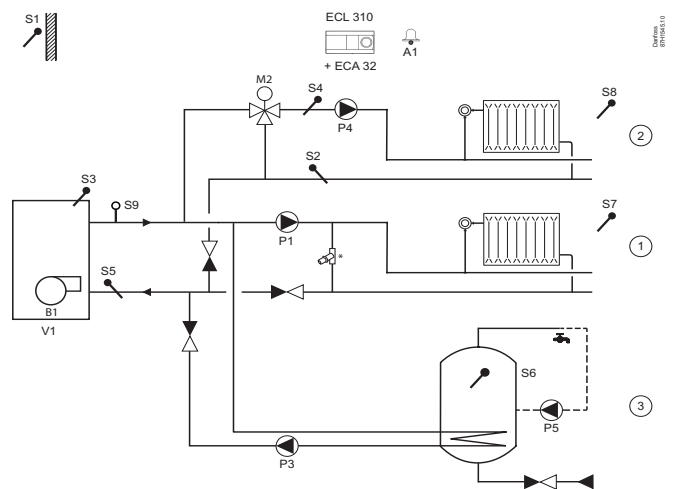 S1
ECL 310
A1
+ ECA 32
Danfoss
87H1545.10
M2
S4
S8
P4
2
S2
S3
S9
S7
P1
*
1
S5
B1
V1
S6
P5
3
P3